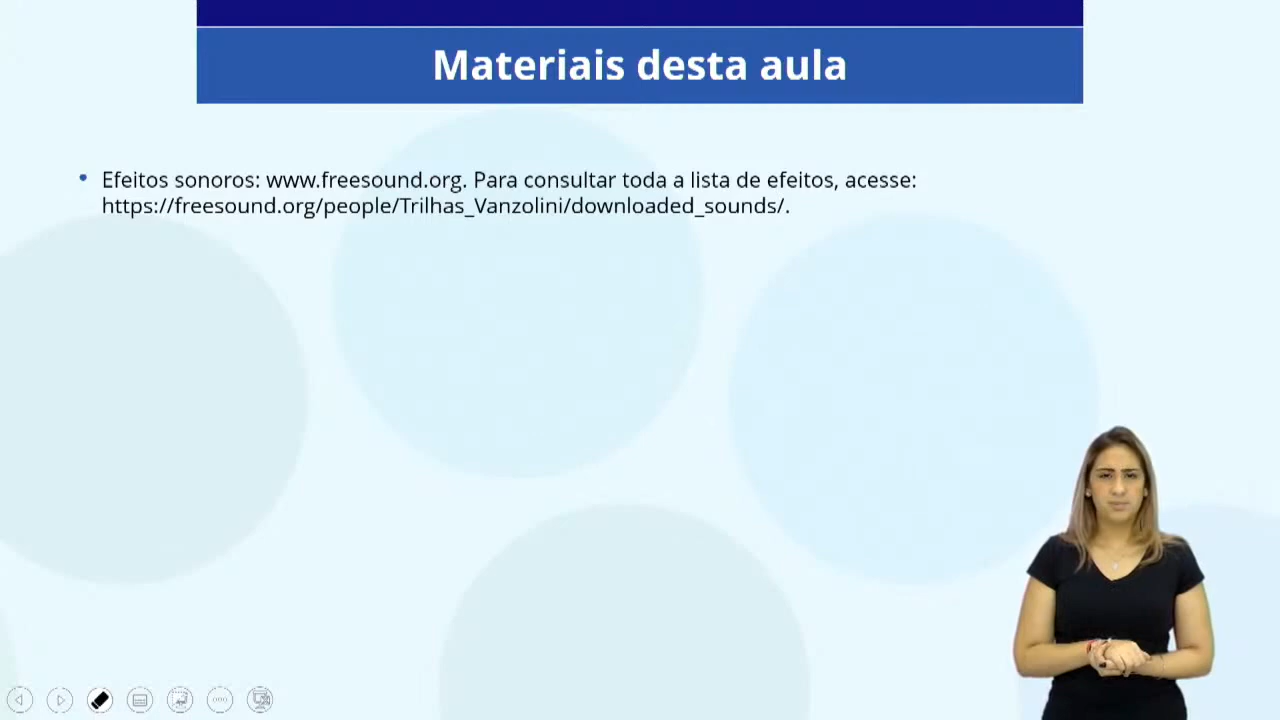 Materiais desta aula
• Efeitos sonoros: www.freesound.org. Para consultar toda a lista de efeitos, acesse:
https://freesound.org/people/Trilhas_Vanzolini/downloaded_sounds/.